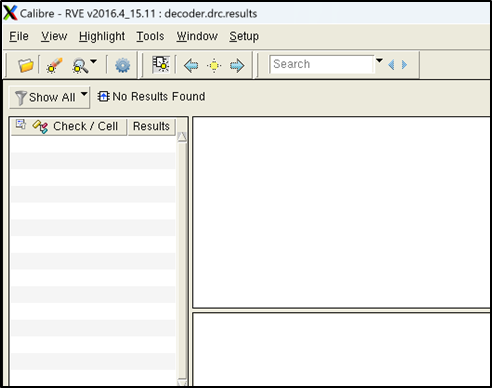 Calibre - RVE v2016.4_15.11 : decoder.drc.results
File View Highlight Tools Window Setup
Search
Show All No Results Found
Check / Cell Results